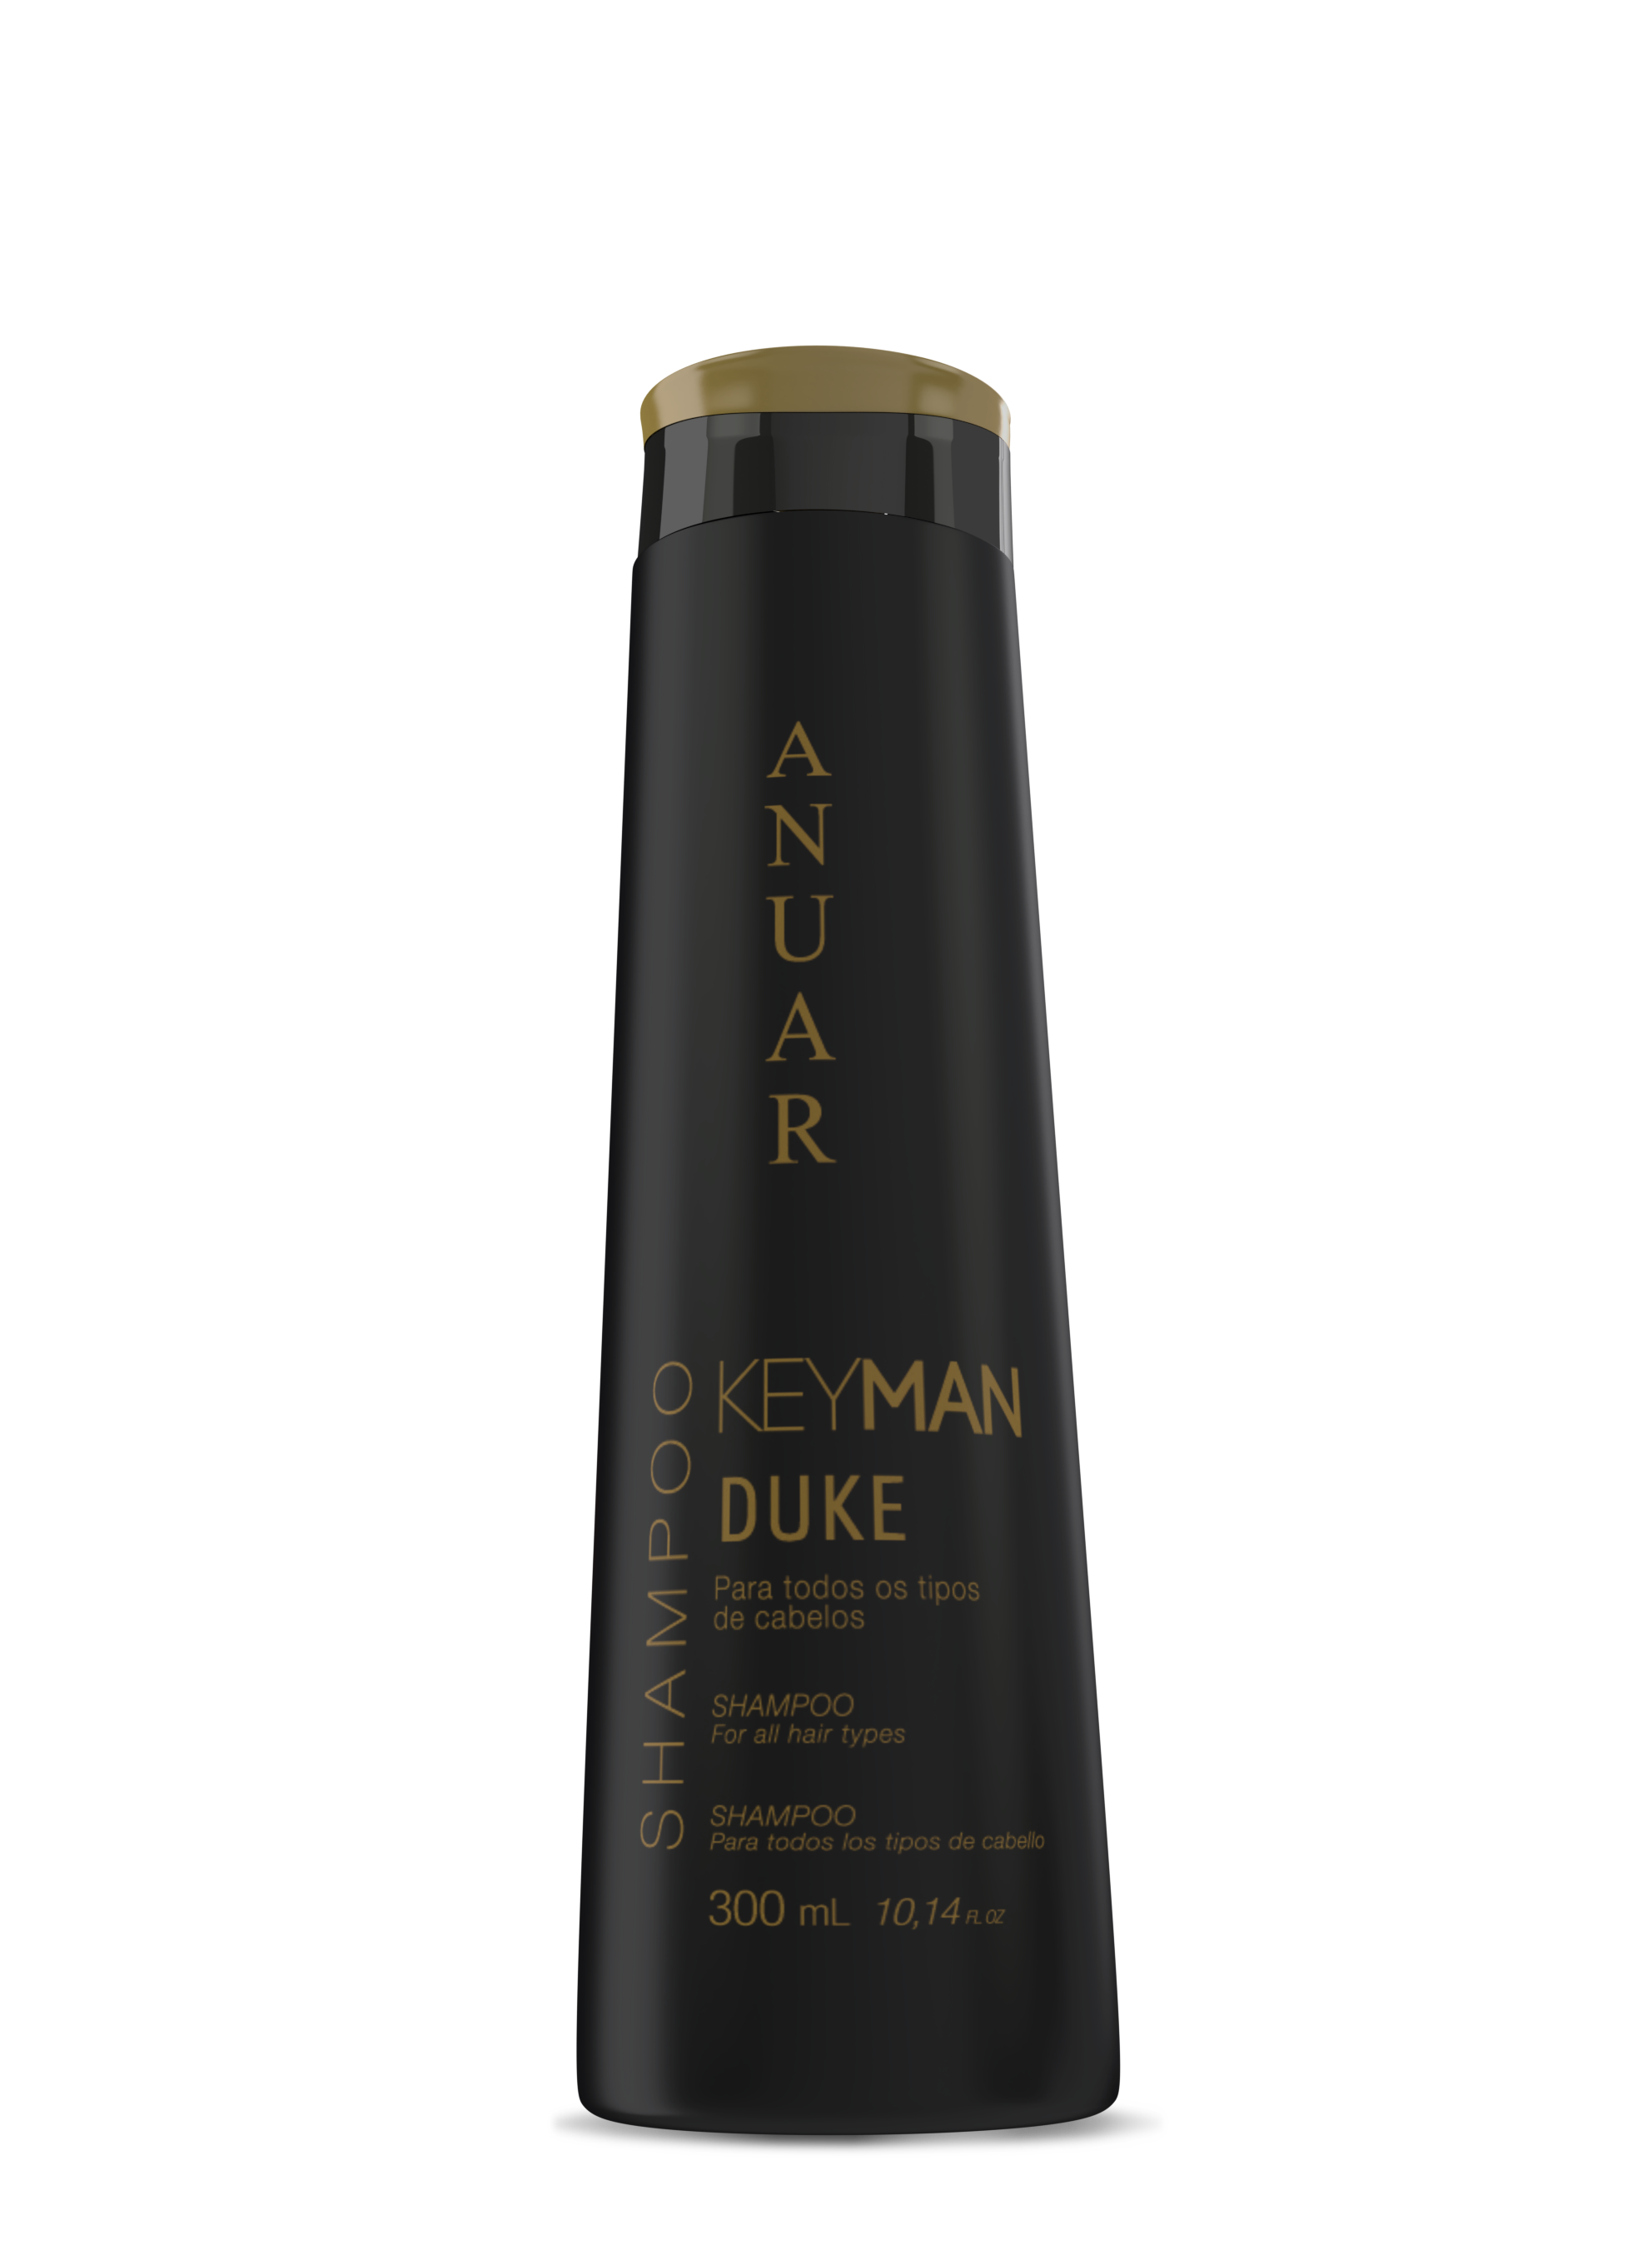 ANUAR
SHAMPOO
KEYMAN
DUKE
Para todos os tipos
de cabelos
SHAMPOO
For all hair types
SHAMPOO
Para todos los tipos de cabello
300 mL 10,14 FL OZ